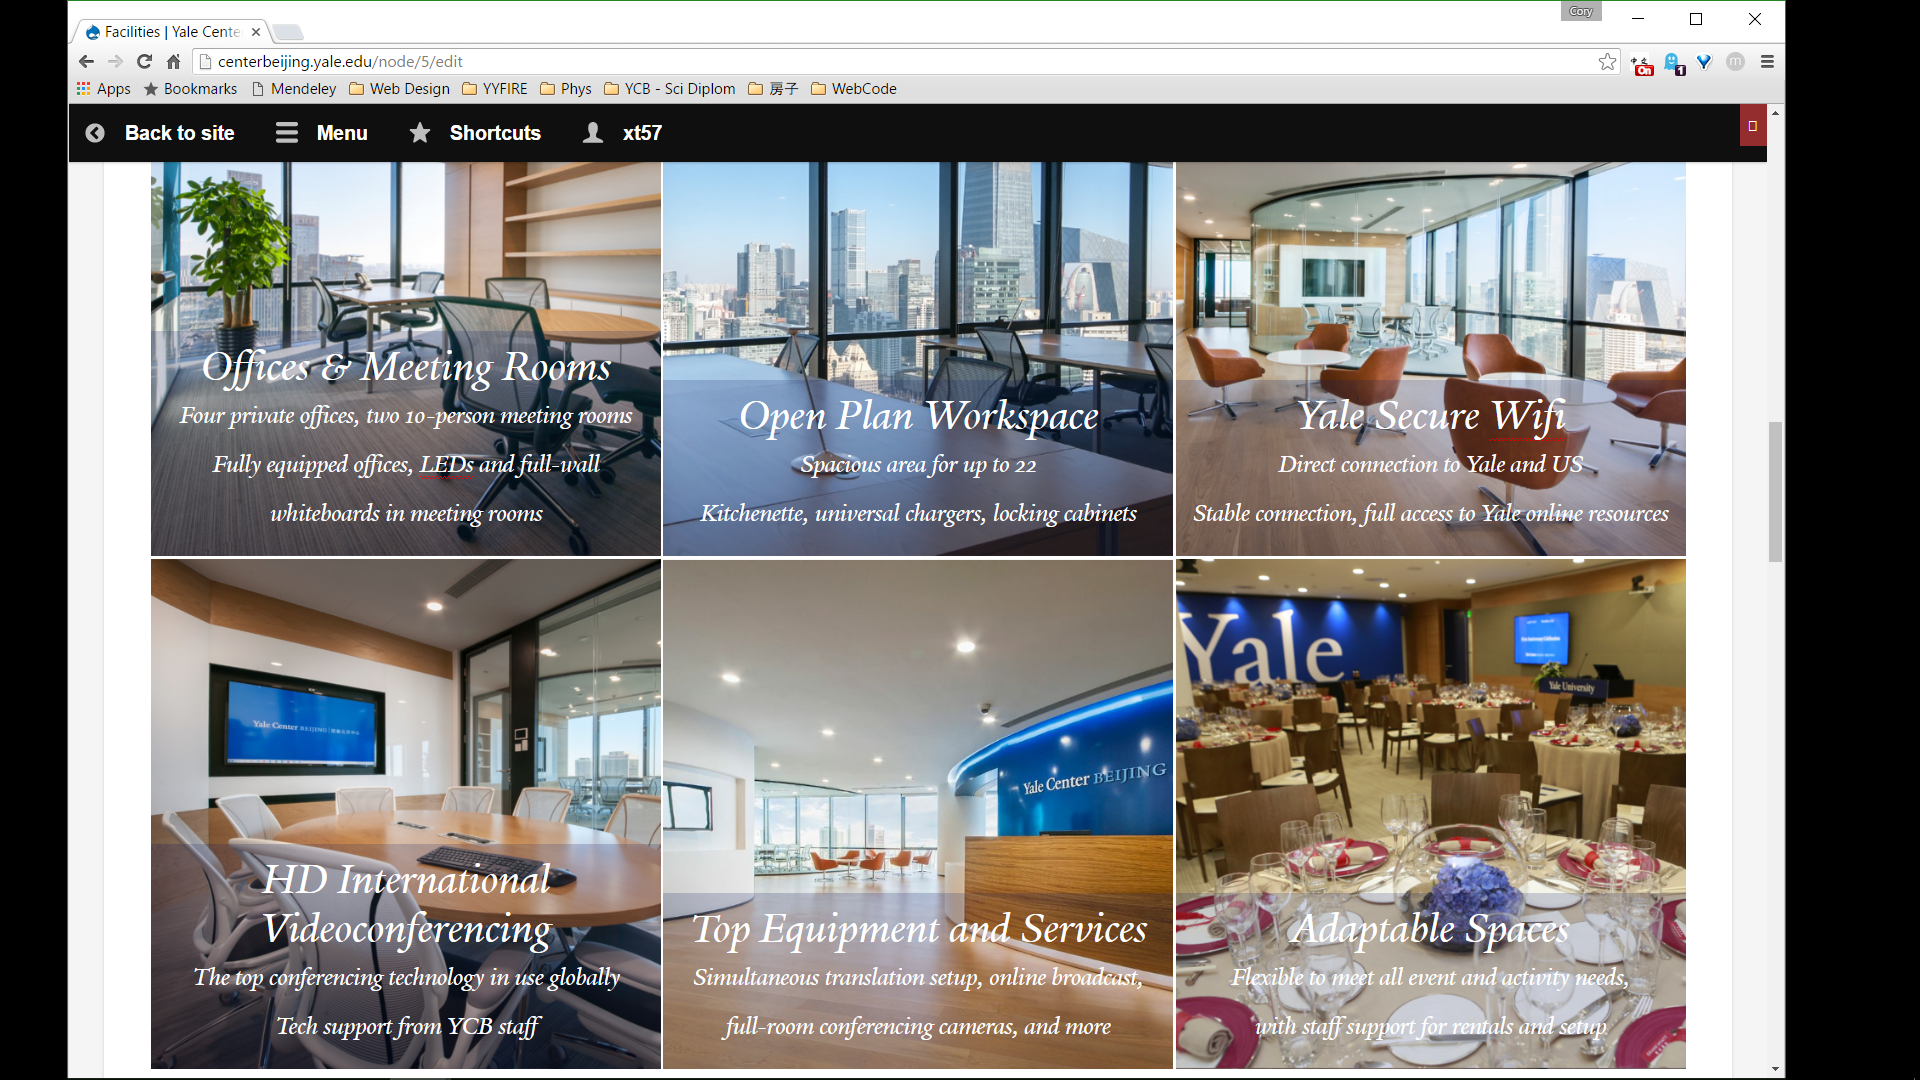 Cory
Facilities | Yale Cente
centerbeijing.yale.edu/node/5/edit
On
1
m
Apps Bookmarks Mendeley Web Design YYFIRE Phys YCB - Sci Diplom 房子 WebCode
Back to site Menu Shortcuts xt57
Offices & Meeting Rooms
Four private offices, two 10-person meeting rooms
Fully equipped offices, LEDs and full-wall
whiteboards in meeting rooms
Open Plan Workspace
Spacious area for up to 22
Kitchenette, universal chargers, locking cabinets
Yale Secure Wifi
Direct connection to Yale and US
Stable connection, full access to Yale online resources
Yale Center BEIJING
HD International
Videoconferencing
The top conferencing technology in use globally
Tech support from YCB staff
Yale Center BEIJING
Top Equipment and Services
Simultaneous translation setup, online broadcast,
full-room conferencing cameras, and more
Yale
Yale University
Adaptable Spaces
Flexible to meet all event and activity needs,
with staff support for rentals and setup